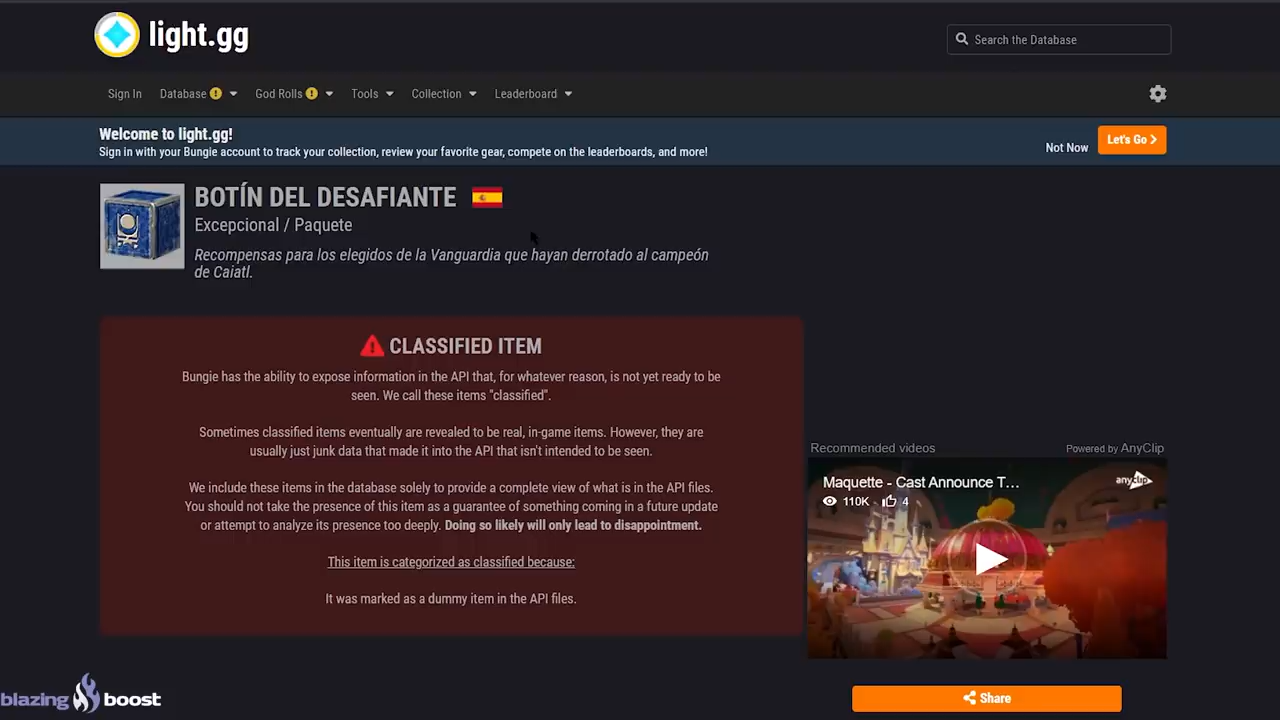 light.gg
Search the Database
Sign In Database God Rolls Tools Collection Leaderboard
Welcome to light.gg!
Sign in with your Bungie account to track your collection, review your favorite gear, compete on the leaderboards, and more!
Not Now
Let's Go
BOTÍN DEL DESAFIANTE
Excepcional / Paquete
Recompensas para los elegidos de la Vanguardia que hayan derrotado al campeón
de Caiatl.
CLASSIFIED ITEM
Bungie has the ability to expose information in the API that, for whatever reason, is not yet ready to be
seen. We call these items "classified".
Sometimes classified items eventually are revealed to be real, in-game items. However, they are
usually just junk data that made it into the API that isn't intended to be seen.
We include these items in the database solely to provide a complete view of what is in the API files.
You should not take the presence of this item as a guarantee of something coming in a future update
or attempt to analyze its presence too deeply. Doing so likely will only lead to disappointment.
This item is categorized as classified because:
It was marked as a dummy item in the API files.
Recommended videos
Powered by AnyClip
Maquette - Cast Announce T...
anyclip
110K 4
Share
blazing boost